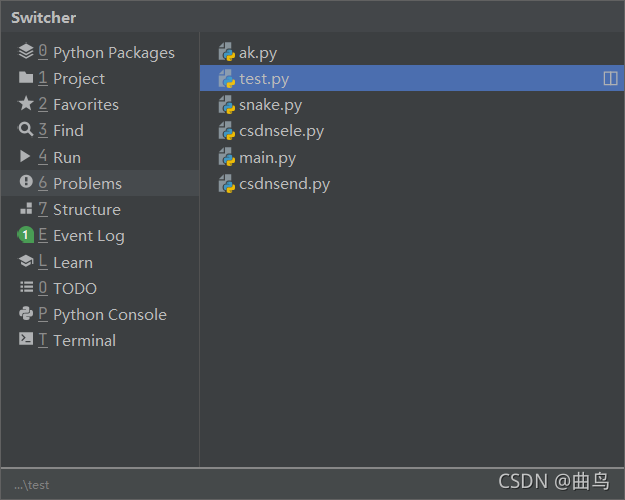 Switcher
0 Python Packages
1 Project
2 Favorites
3 Find
4 Run
6 Problems
7 Structure
1 E Event Log
L Learn
O TODO
P Python Console
T Terminal
ak.py
test.py
snake.py
csdnsele.py
main.py
csdnsend.py
...\test
CSDN @曲鸟